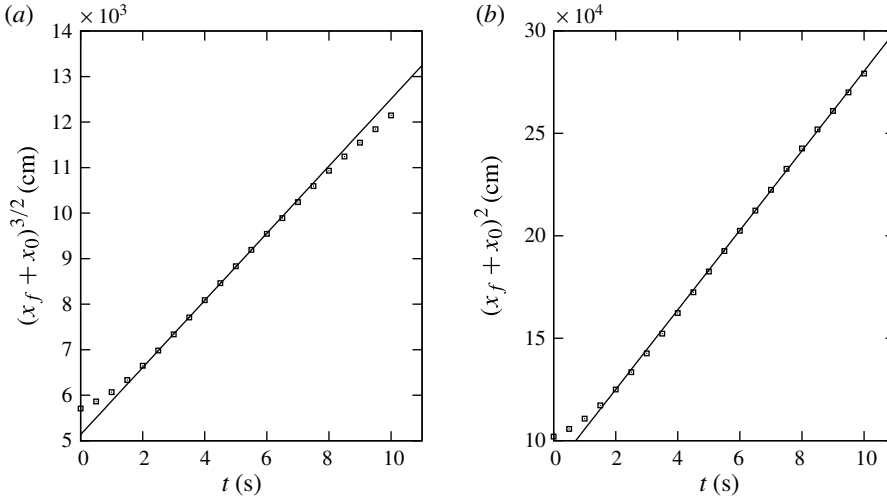 (a)
× 10³
14
13
12
11
10
9
8
7
6
5
0 2 4 6 8 10
t (s)
(x_f + x_0)^{3/2} (cm)
(b)
× 10⁴
30
25
20
15
10
0 2 4 6 8 10
t (s)
(x_f + x_0)² (cm)